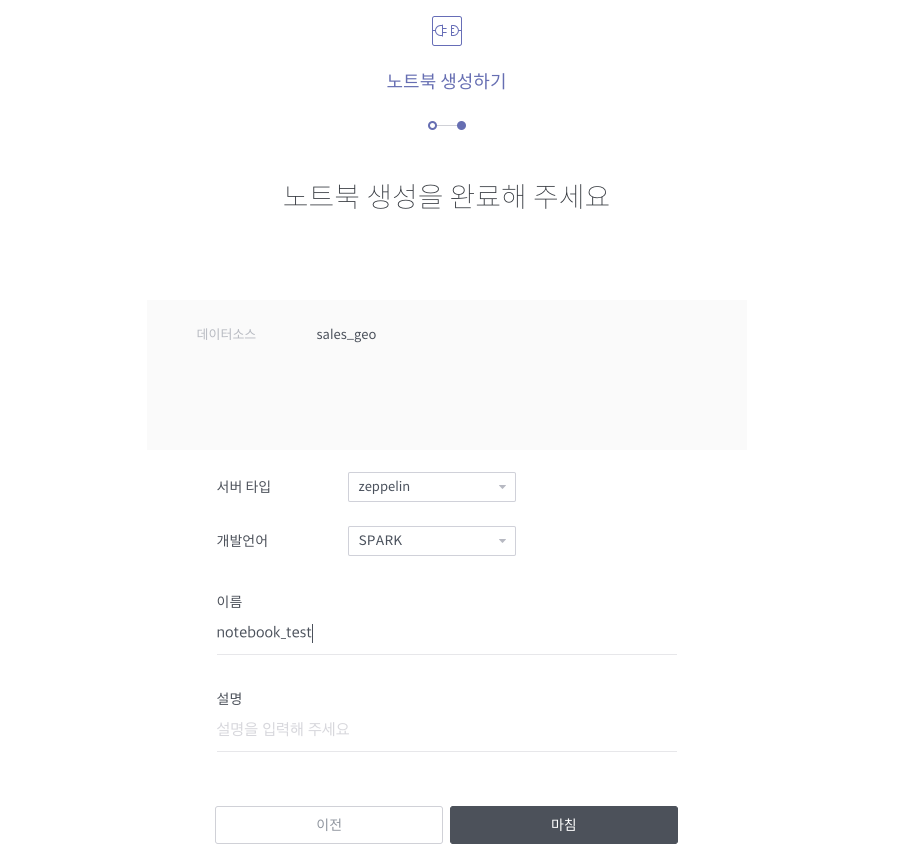 노트북 생성하기
노트북 생성을 완료해 주세요
데이터소스 sales_geo
서버 타입 zeppelin
개발언어 SPARK
이름
notebook_test
설명
설명을 입력해 주세요
이전 마침